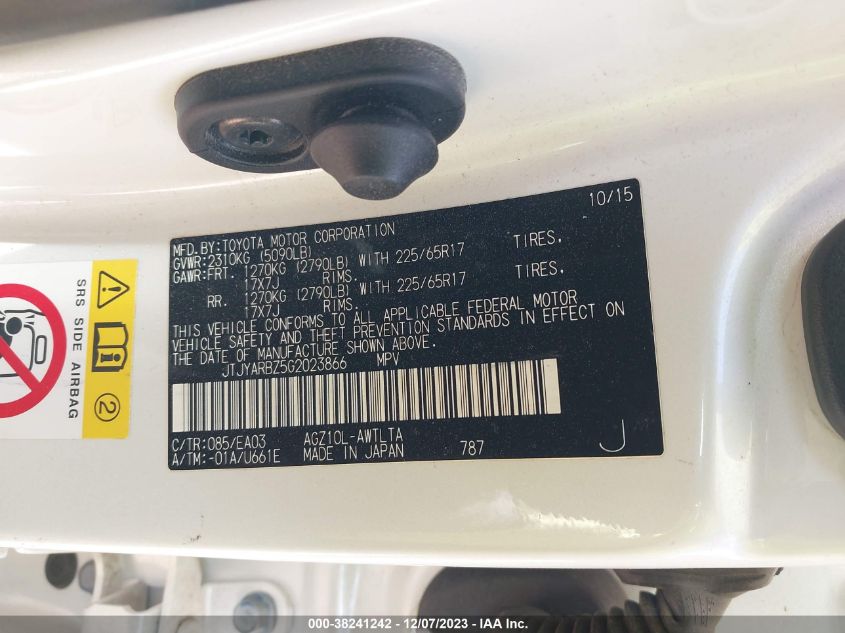 10/15
MFD.BY:TOYOTA MOTOR CORPORATION
GVWR:2310KG (5090LB)
GAWR:FRT. 1270KG (2790LB) WITH 225/65R17 TIRES.
17X7J RIMS.
RR. 1270KG (2790LB) WITH 225/65R17 TIRES.
17X7J RIMS.
THIS VEHICLE CONFORMS TO ALL APPLICABLE FEDERAL MOTOR
VEHICLE SAFETY AND THEFT PREVENTION STANDARDS IN EFFECT ON
THE DATE OF MANUFACTURE SHOWN ABOVE.
JTJYARBZ5G2023866 MPV
C/TR:085/EA03 AGZ10L-AWTLTA
A/TM:-01A/U661E MADE IN JAPAN 787 J
SRS SIDE AIRBAG
2
000-38241242 - 12/07/2023 - IAA Inc.